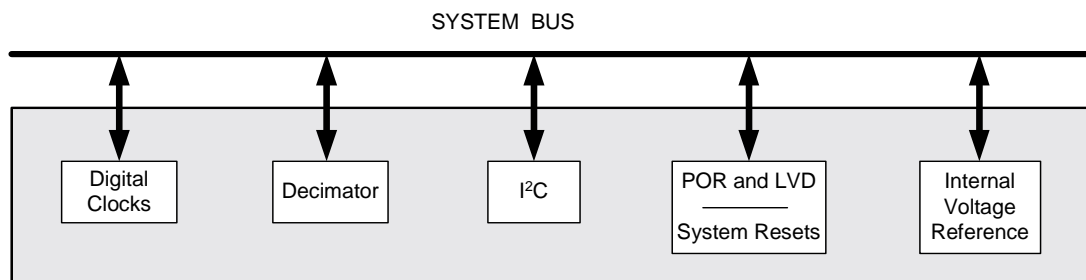 SYSTEM BUS
Digital
Clocks
Decimator
I²C
POR and LVD
System Resets
Internal
Voltage
Reference